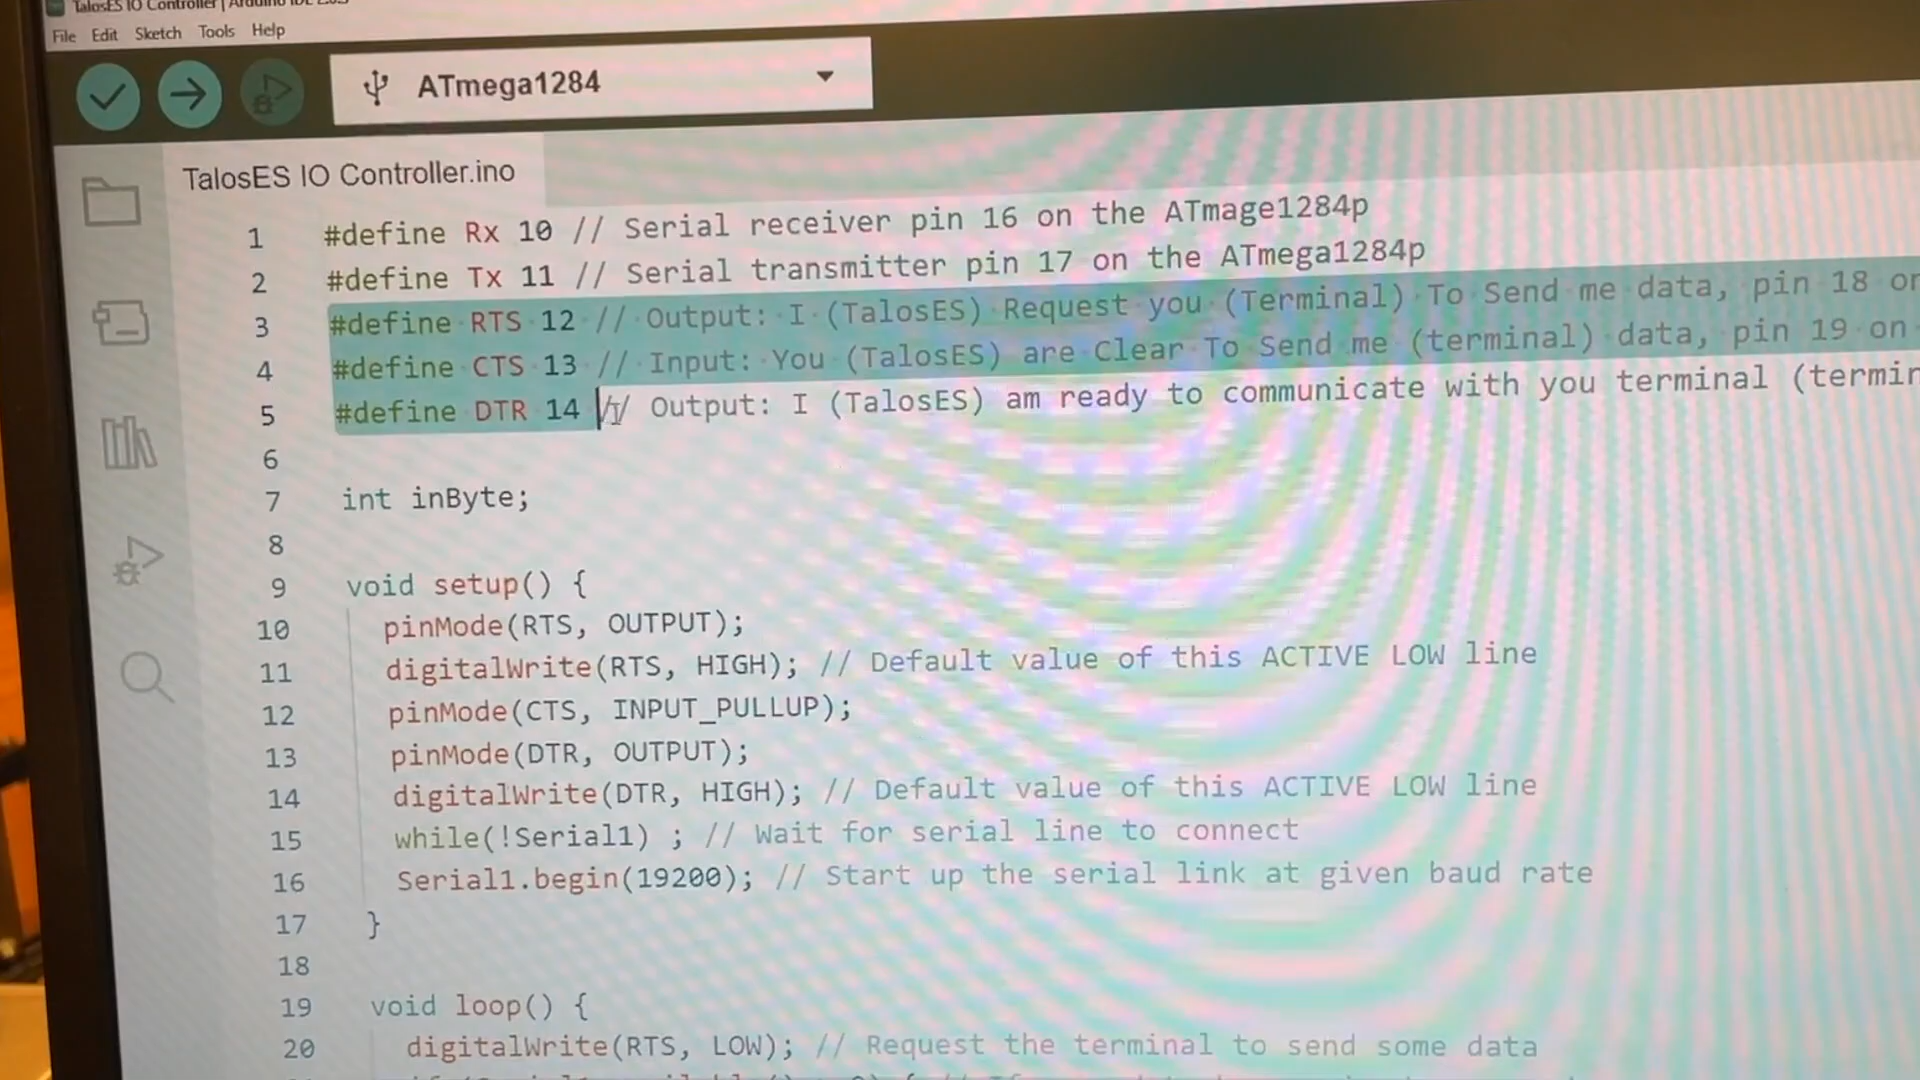 TalosES IO Controller | Arduino IDE
File Edit Sketch Tools Help
ATmega1284
TalosES IO Controller.ino
1 #define Rx 10 // Serial receiver pin 16 on the ATmage1284p
2 #define Tx 11 // Serial transmitter pin 17 on the ATmega1284p
3 #define RTS 12 // Output: I (TalosES) Request you (Terminal) To Send me data, pin 18 on
4 #define CTS 13 // Input: You (TalosES) are Clear To Send me (terminal) data, pin 19 on
5 #define DTR 14 // Output: I (TalosES) am ready to communicate with you terminal
6
7 int inByte;
8
9 void setup() {
10 pinMode(RTS, OUTPUT);
11 digitalWrite(RTS, HIGH); // Default value of this ACTIVE LOW line
12 pinMode(CTS, INPUT_PULLUP);
13 pinMode(DTR, OUTPUT);
14 digitalWrite(DTR, HIGH); // Default value of this ACTIVE LOW line
15 while(!Serial1) ; // Wait for serial line to connect
16 Serial1.begin(19200); // Start up the serial link at given baud rate
17 }
18
19 void loop() {
20 digitalWrite(RTS, LOW); // Request the terminal to send some data